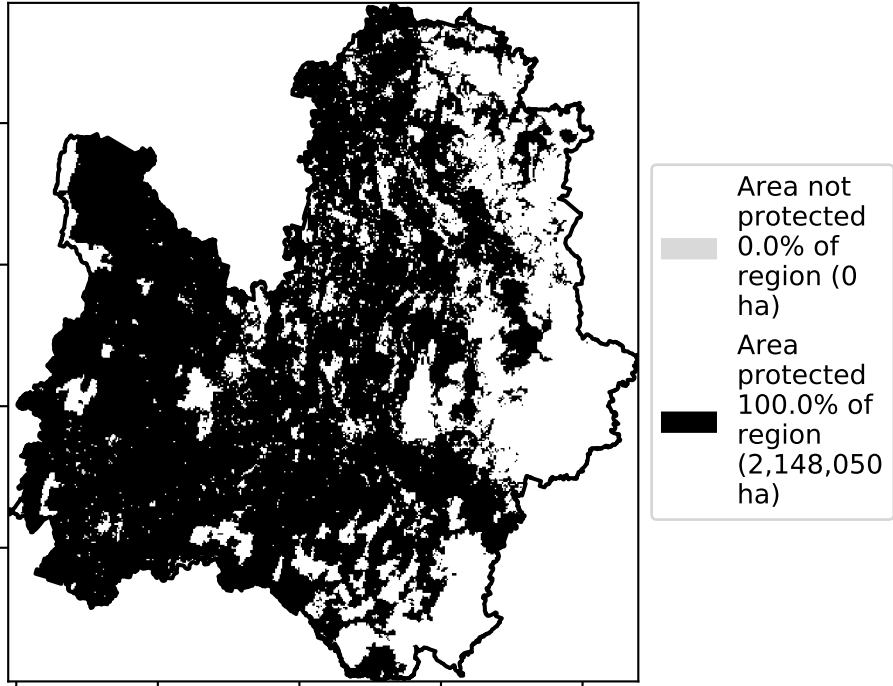 Area not
protected
0.0% of
region (0
ha)
Area
protected
100.0% of
region
(2,148,050
ha)